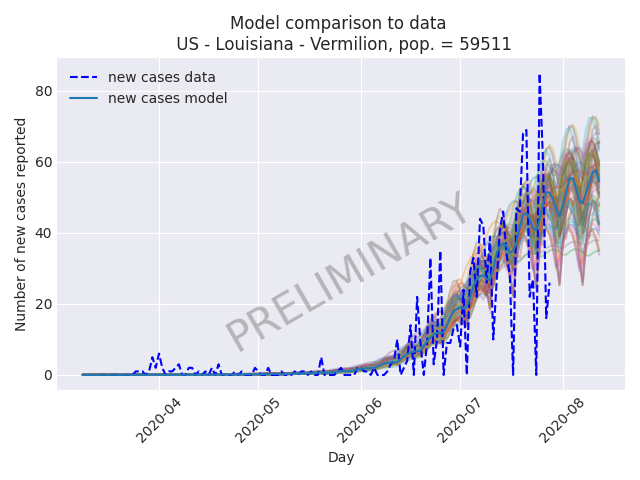 Model comparison to data
US - Louisiana - Vermilion, pop. = 59511
new cases data
new cases model
80
60
40
20
0
Number of new cases reported
PRELIMINARY
2020-04
2020-05
2020-06
2020-07
2020-08
Day